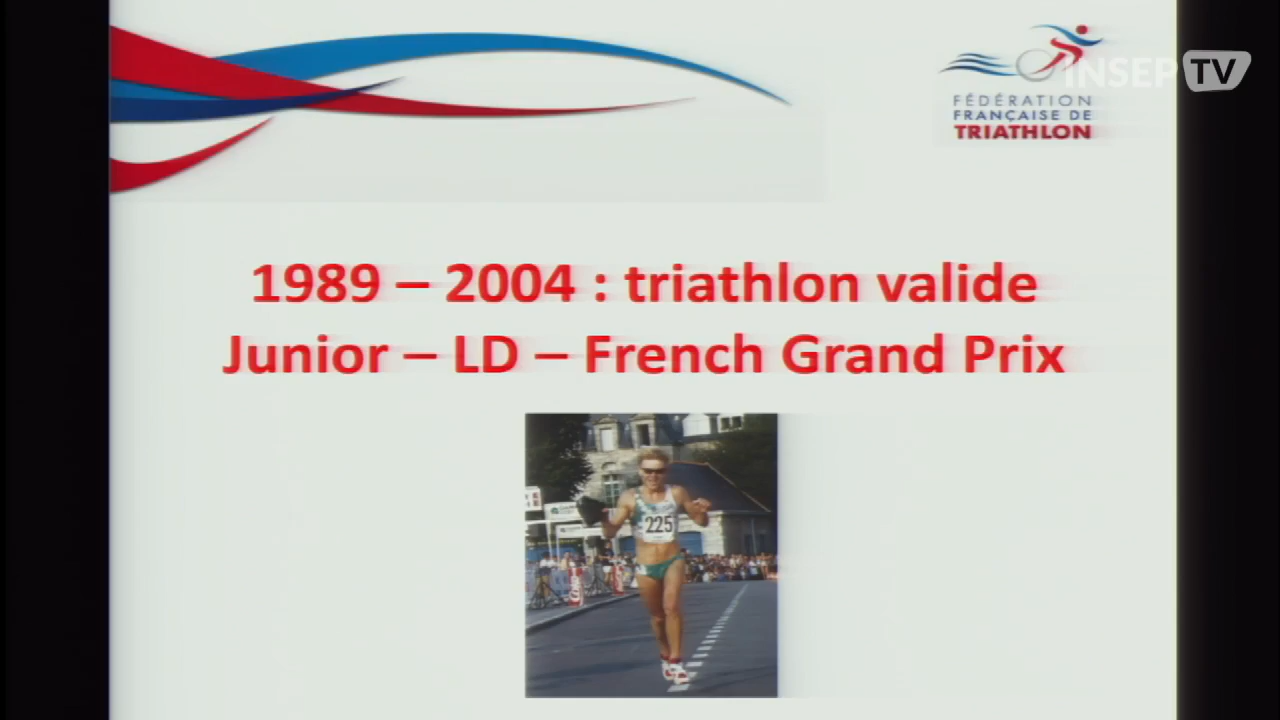 INSEP TV
FÉDÉRATION
FRANÇAISE DE
TRIATHLON
1989 – 2004 : triathlon valide
Junior – LD – French Grand Prix
225